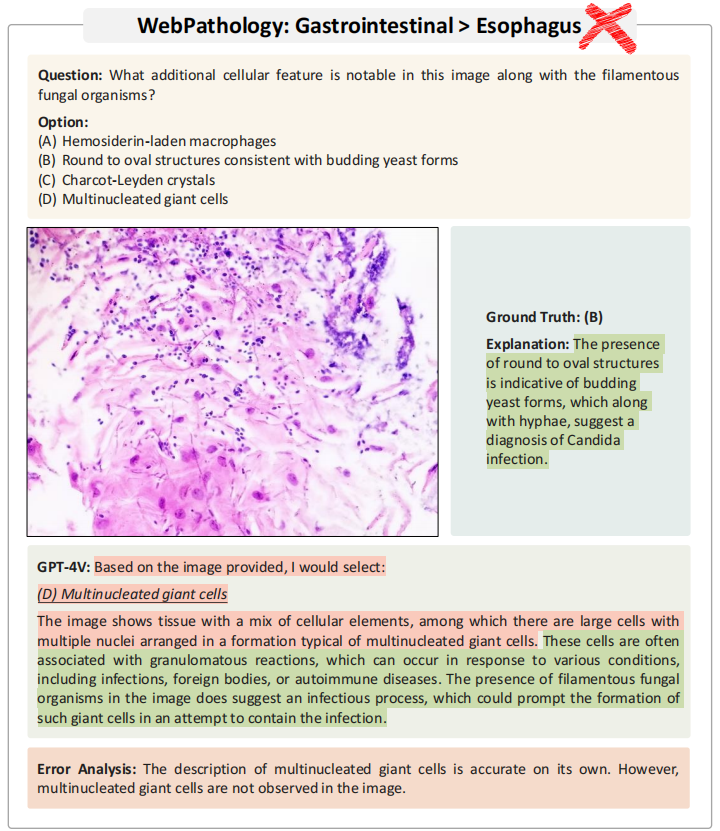 WebPathology: Gastrointestinal > Esophagus
Question: What additional cellular feature is notable in this image along with the filamentous
fungal organisms?
Option:
(A) Hemosiderin-laden macrophages
(B) Round to oval structures consistent with budding yeast forms
(C) Charcot-Leyden crystals
(D) Multinucleated giant cells
Ground Truth: (B)
Explanation: The presence
of round to oval structures
is indicative of budding
yeast forms, which along
with hyphae, suggest a
diagnosis of Candida
infection.
GPT-4V: Based on the image provided, I would select:
(D) Multinucleated giant cells
The image shows tissue with a mix of cellular elements, among which there are large cells with
multiple nuclei arranged in a formation typical of multinucleated giant cells. These cells are often
associated with granulomatous reactions, which can occur in response to various conditions,
including infections, foreign bodies, or autoimmune diseases. The presence of filamentous fungal
organisms in the image does suggest an infectious process, which could prompt the formation of
such giant cells in an attempt to contain the infection.
Error Analysis: The description of multinucleated giant cells is accurate on its own. However,
multinucleated giant cells are not observed in the image.